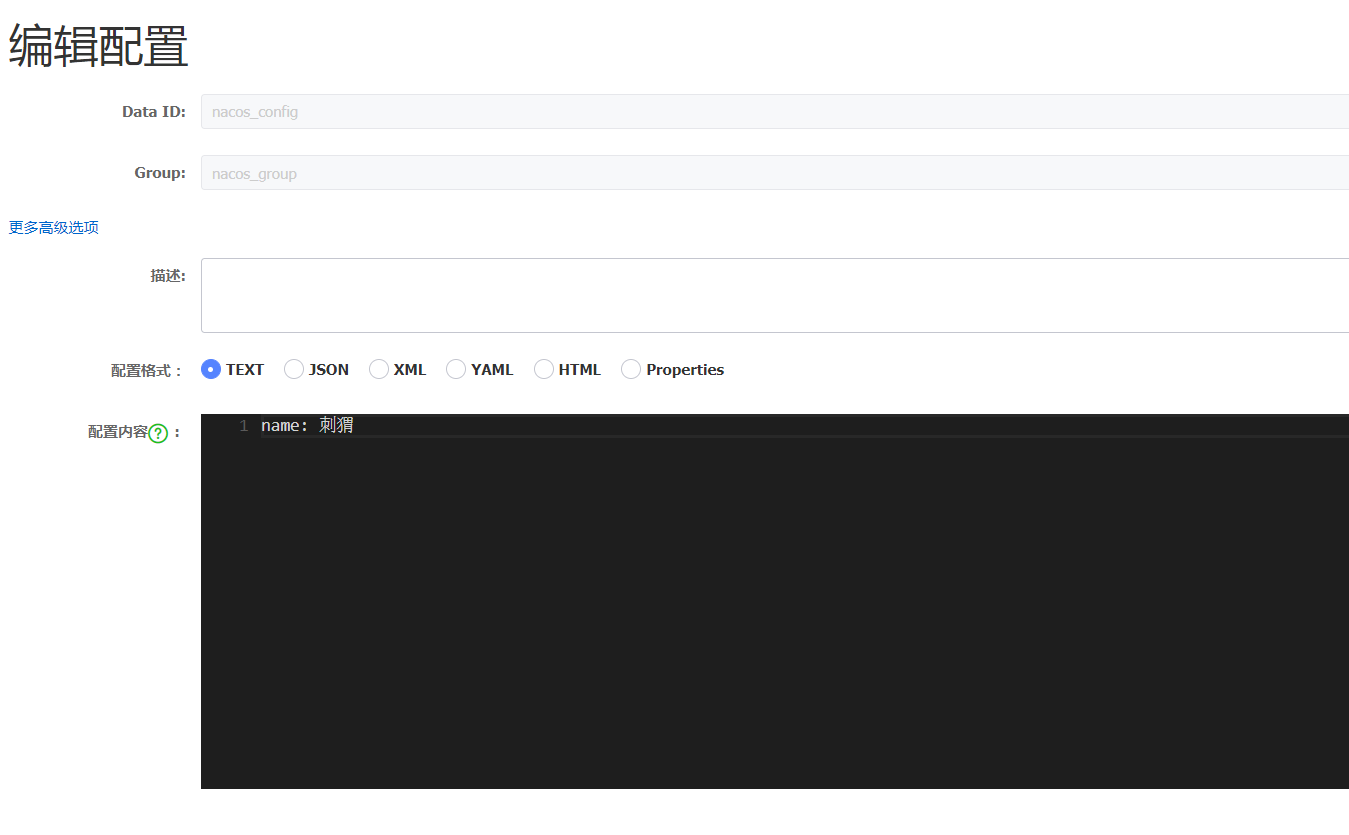 编辑配置
Data ID: nacos_config
Group: nacos_group
更多高级选项
描述:
配置格式： TEXT JSON XML YAML HTML Properties
配置内容?： 1 name: 刺猬